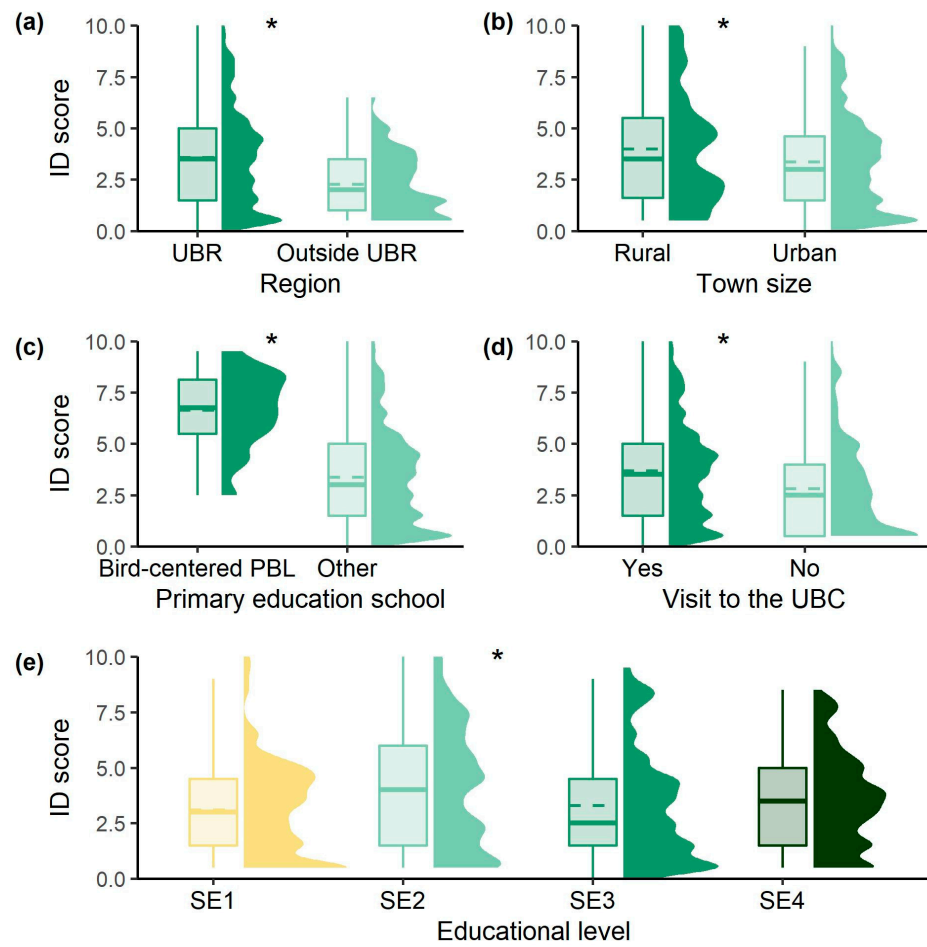 (a)
*
ID score
10.0
7.5
5.0
2.5
0.0
UBR Outside UBR
Region
(b)
*
ID score
10.0
7.5
5.0
2.5
0.0
Rural Urban
Town size
(c)
*
ID score
10.0
7.5
5.0
2.5
0.0
Bird-centered PBL Other
Primary education school
(d)
*
ID score
10.0
7.5
5.0
2.5
0.0
Yes No
Visit to the UBC
(e)
*
ID score
10.0
7.5
5.0
2.5
0.0
SE1 SE2 SE3 SE4
Educational level